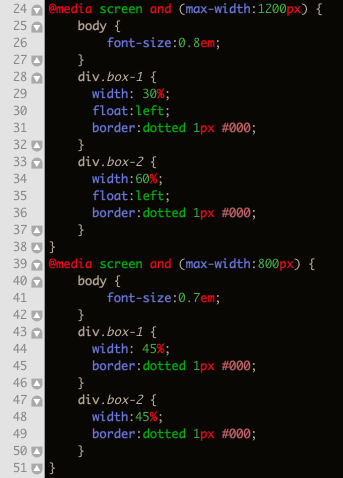 24 @media screen and (max-width:1200px) {
25     body {
26         font-size:0.8em;
27     }
28     div.box-1 {
29       width: 30%;
30       float:left;
31       border:dotted 1px #000;
32     }
33     div.box-2 {
34       width:60%;
35       float:left;
36       border:dotted 1px #000;
37     }
38 }
39 @media screen and (max-width:800px) {
40     body {
41         font-size:0.7em;
42     }
43     div.box-1 {
44       width: 45%;
45       border:dotted 1px #000;
46     }
47     div.box-2 {
48       width:45%;
49       border:dotted 1px #000;
50     }
51 }